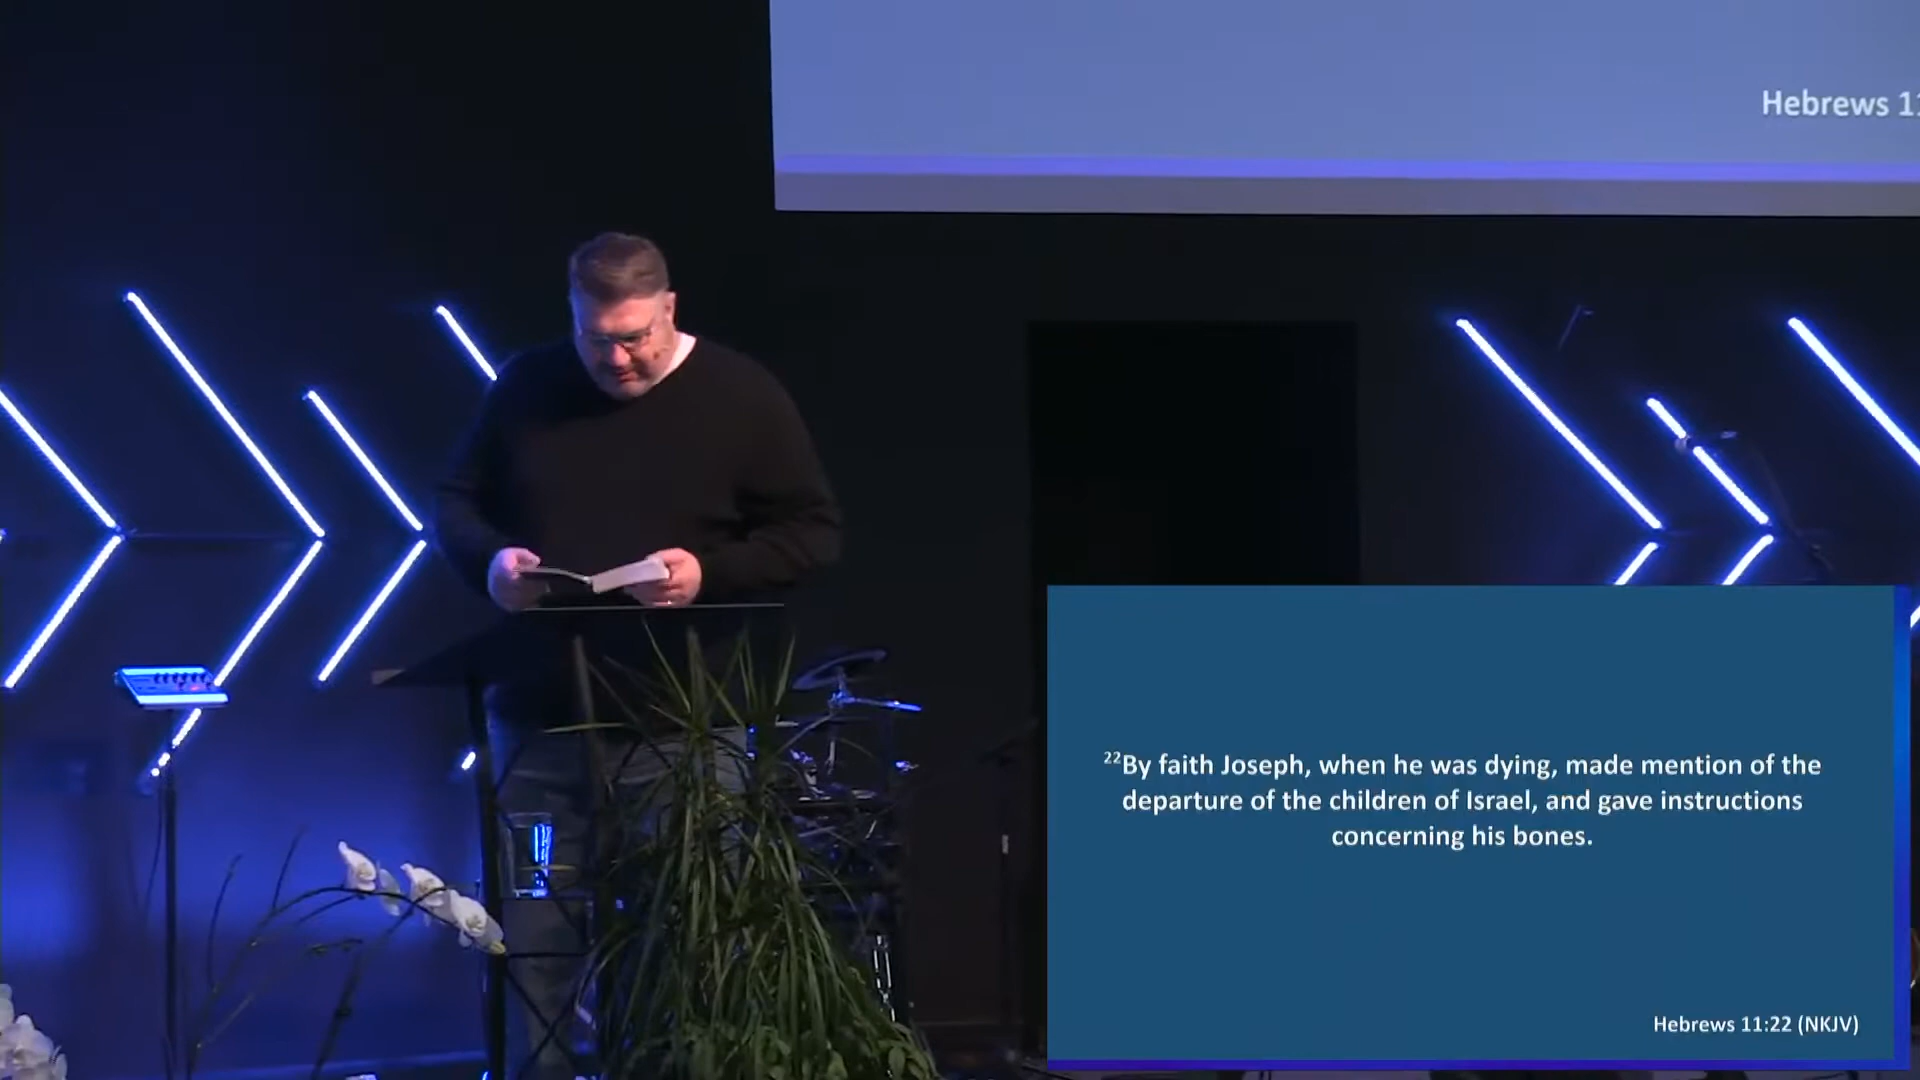 Hebrews 11
²²By faith Joseph, when he was dying, made mention of the
departure of the children of Israel, and gave instructions
concerning his bones.
Hebrews 11:22 (NKJV)